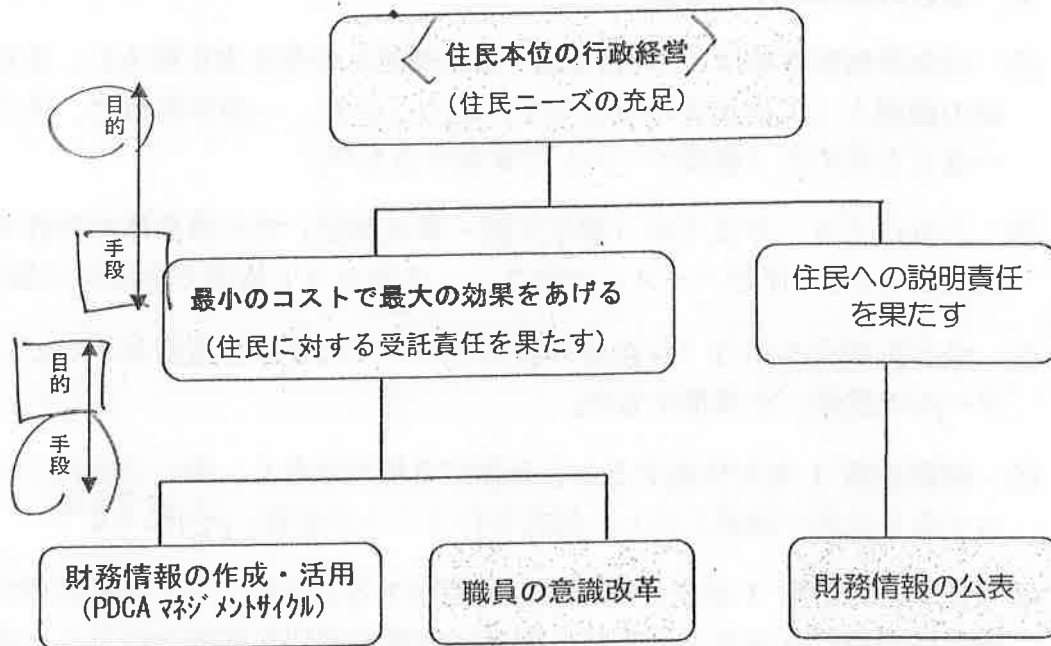 住民本位の行政経営
(住民ニーズの充足)
目的
手段
最小のコストで最大の効果をあげる
(住民に対する受託責任を果たす)
住民への説明責任
を果たす
目的
手段
財務情報の作成・活用
(PDCA マネジメントサイクル)
職員の意識改革
財務情報の公表